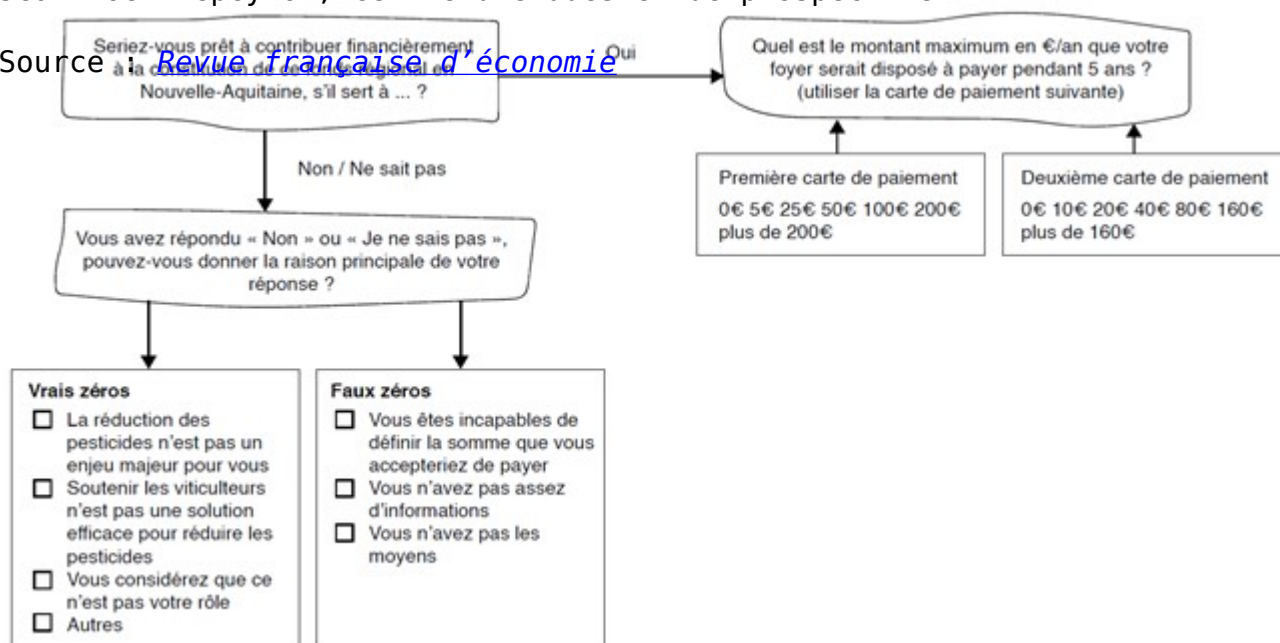 Source : Revue française d’économie
Seriez-vous prêt à contribuer financièrement
à la constitution de ce fonds régional en
Nouvelle-Aquitaine, s'il sert à ... ?
Oui
Quel est le montant maximum en €/an que votre
foyer serait disposé à payer pendant 5 ans ?
(utiliser la carte de paiement suivante)
Non / Ne sait pas
Première carte de paiement
0€ 5€ 25€ 50€ 100€ 200€
plus de 200€
Deuxième carte de paiement
0€ 10€ 20€ 40€ 80€ 160€
plus de 160€
Vous avez répondu « Non » ou « Je ne sais pas »,
pouvez-vous donner la raison principale de votre
réponse ?
Vrais zéros
La réduction des
pesticides n'est pas un
enjeu majeur pour vous
Soutenir les viticulteurs
n'est pas une solution
efficace pour réduire les
pesticides
Vous considérez que ce
n'est pas votre rôle
Autres
Faux zéros
Vous êtes incapables de
définir la somme que vous
accepteriez de payer
Vous n'avez pas assez
d'informations
Vous n'avez pas les
moyens